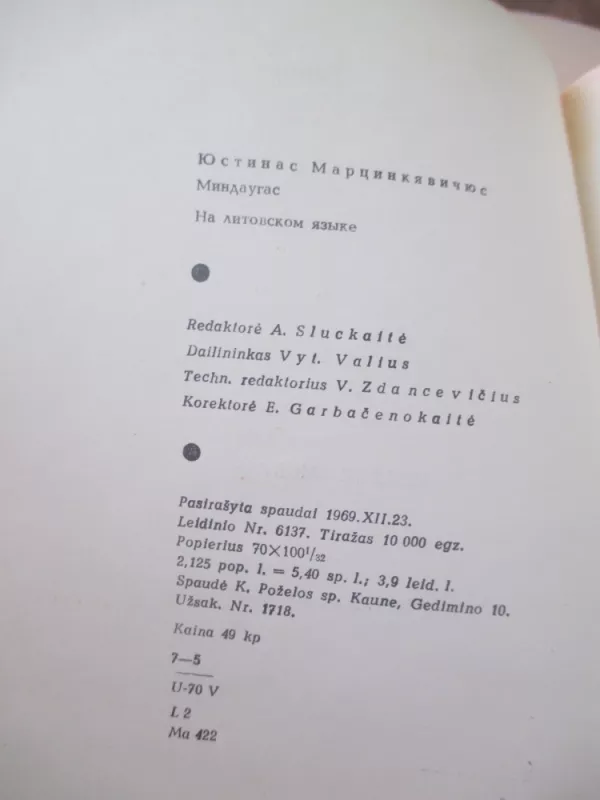 Юстинас Марцинкявичюс
Миндаугас
На литовском языке
Redaktorė A. Sluckaitė
Dailininkas Vyt. Valius
Techn. redaktorius V. Zdancevičius
Korektorė E. Garbačenokaitė
Pasirašyta spaudai 1969.XII.23.
Leidinio Nr. 6137. Tiražas 10 000 egz.
Popierius 70×100¹/₃₂
2,125 pop. l. = 5,40 sp. l.; 3,9 leid. l.
Spaudė K. Poželos sp. Kaune, Gedimino 10.
Užsak. Nr. 1718.
Kaina 49 kp
7—5
U-70 V
L 2
Ma 422